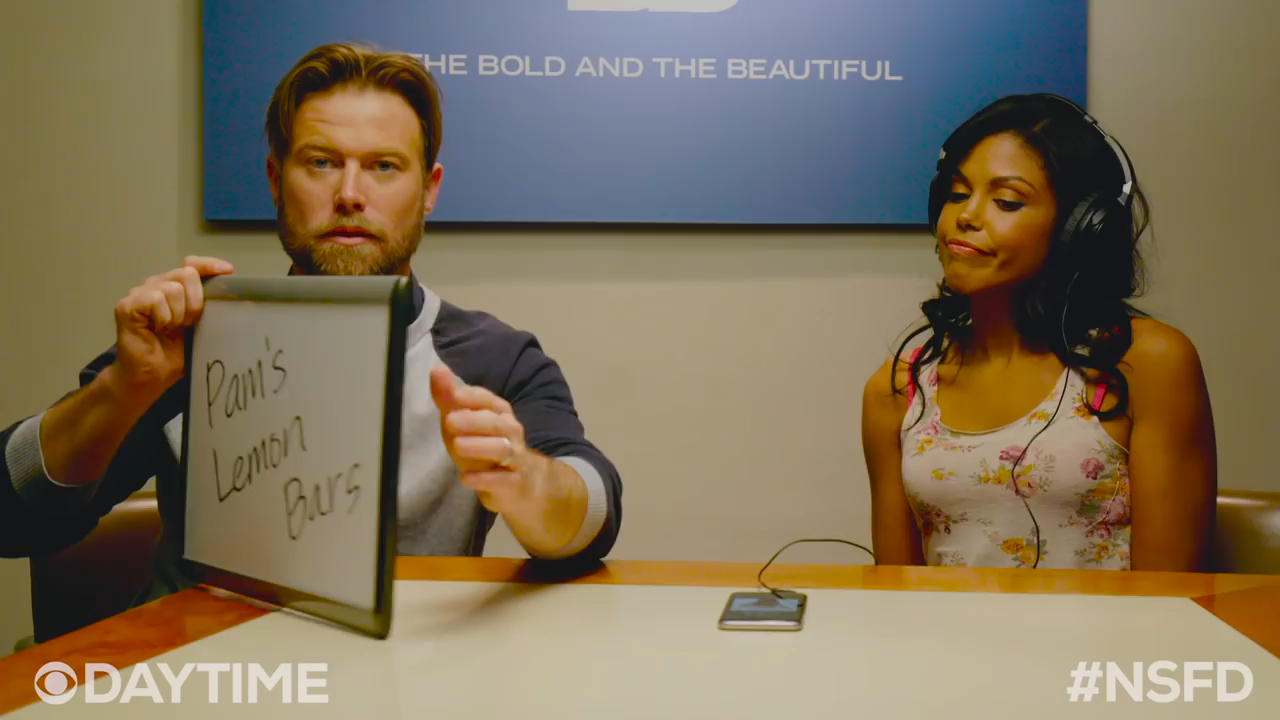 THE BOLD AND THE BEAUTIFUL
Pam's
Lemon
Bars
DAYTIME
#NSFD